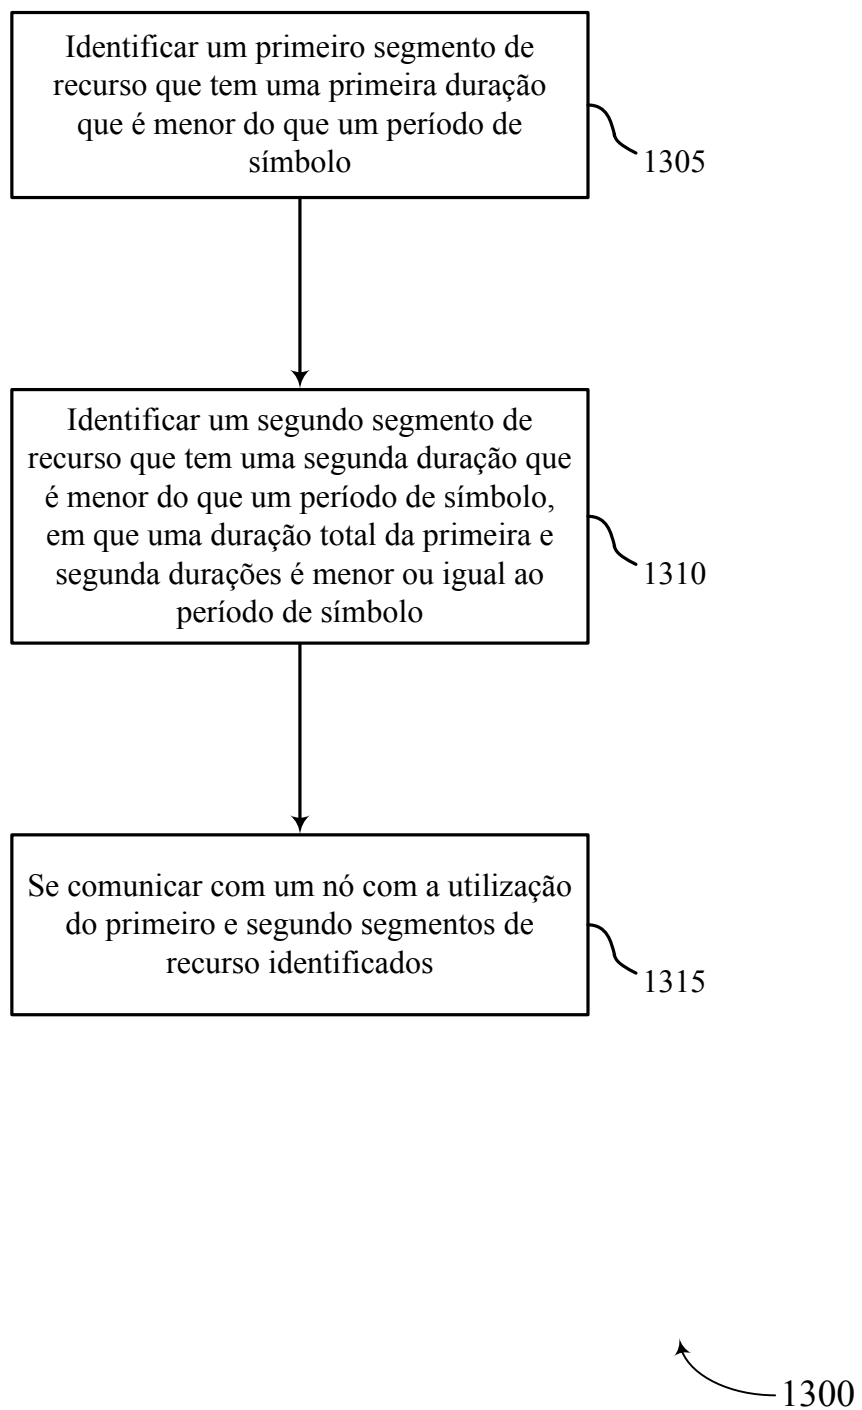 Identificar um primeiro segmento de
recurso que tem uma primeira duração
que é menor do que um período de
símbolo
1305
Identificar um segundo segmento de
recurso que tem uma segunda duração que
é menor do que um período de símbolo,
em que uma duração total da primeira e
segunda durações é menor ou igual ao
período de símbolo
1310
Se comunicar com um nó com a utilização
do primeiro e segundo segmentos de
recurso identificados
1315
1300